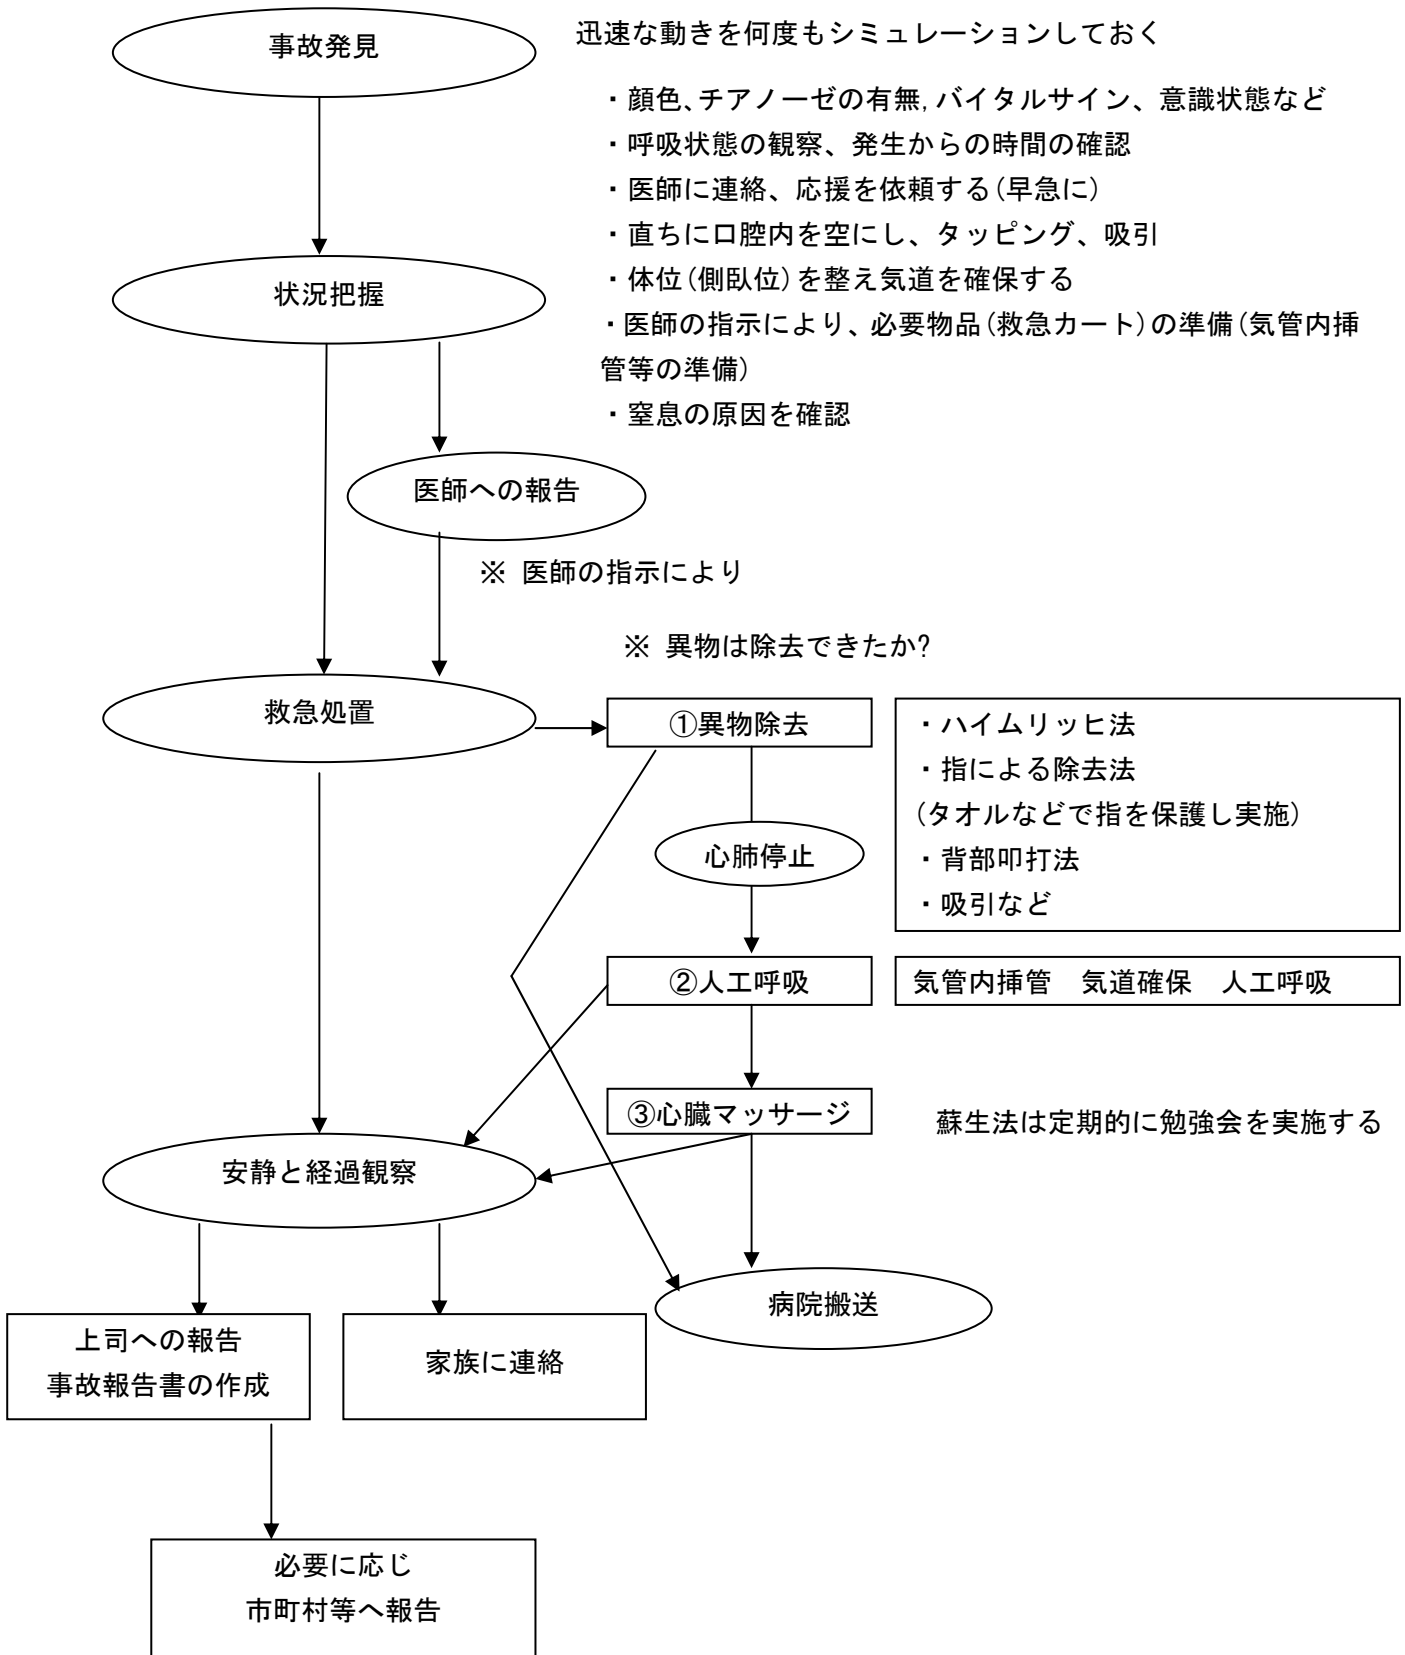 事故発見
迅速な動きを何度もシミュレーションしておく
・顔色、チアノーゼの有無,バイタルサイン、意識状態など
・呼吸状態の観察、発生からの時間の確認
・医師に連絡、応援を依頼する(早急に)
・直ちに口腔内を空にし、タッピング、吸引
・体位(側臥位)を整え気道を確保する
・医師の指示により、必要物品(救急カート)の準備(気管内挿
管等の準備)
・窒息の原因を確認
状況把握
医師への報告
※ 医師の指示により
※ 異物は除去できたか?
救急処置
①異物除去
・ハイムリッヒ法
・指による除去法
(タオルなどで指を保護し実施)
・背部叩打法
・吸引など
心肺停止
②人工呼吸
気管内挿管 気道確保 人工呼吸
③心臓マッサージ
蘇生法は定期的に勉強会を実施する
安静と経過観察
病院搬送
上司への報告
事故報告書の作成
家族に連絡
必要に応じ
市町村等へ報告